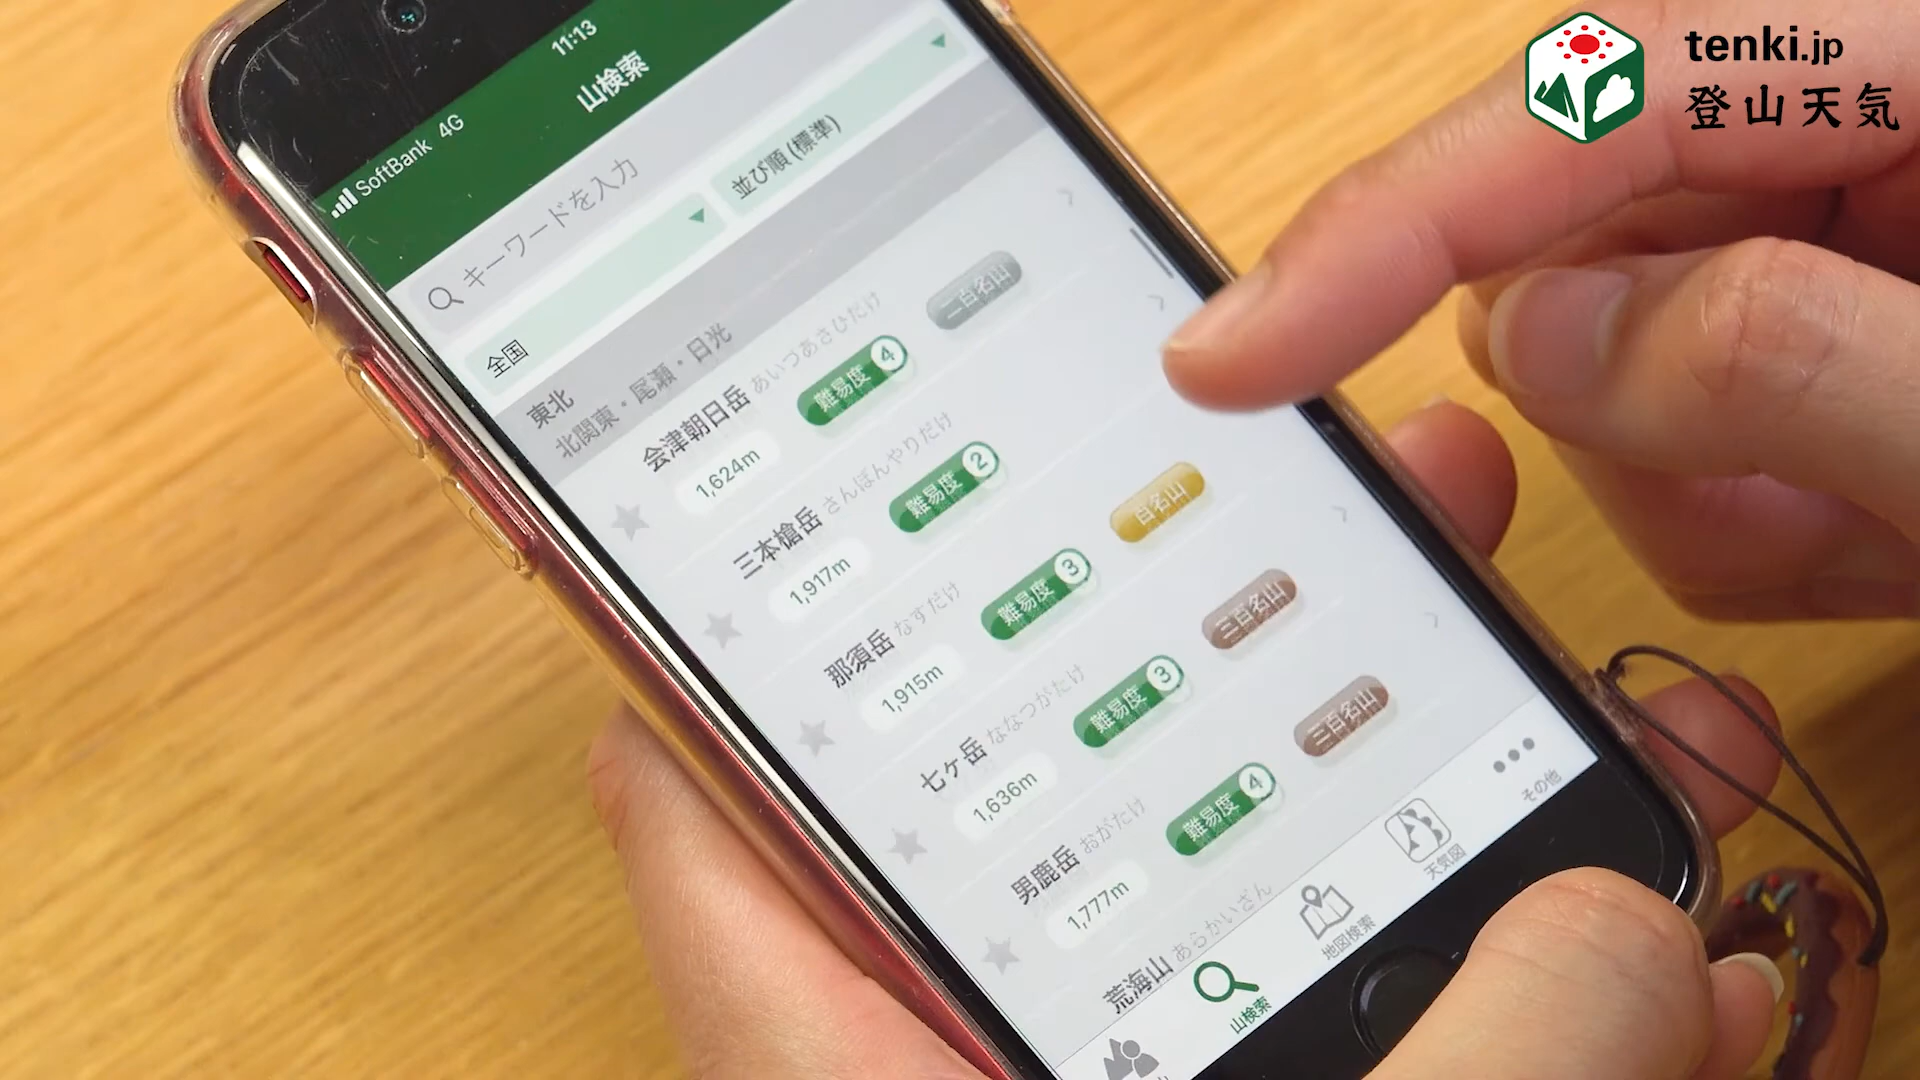 tenki.jp
登山天気
SoftBank 4G
11:13
山検索
キーワードを入力
全国
並び順(標準)
東北
北関東・尾瀬・日光
会津朝日岳 あいづあさひだけ
1,624m 難易度 4 二百名山
三本槍岳 さんぼんやりだけ
1,917m 難易度 2
那須岳 なすだけ
1,915m 難易度 3 百名山
七ヶ岳 ななつがたけ
1,636m 難易度 3 三百名山
男鹿岳 おがたけ
1,777m 難易度 4 三百名山
荒海山 あらかいざん
山検索
地図検索
天気図
その他